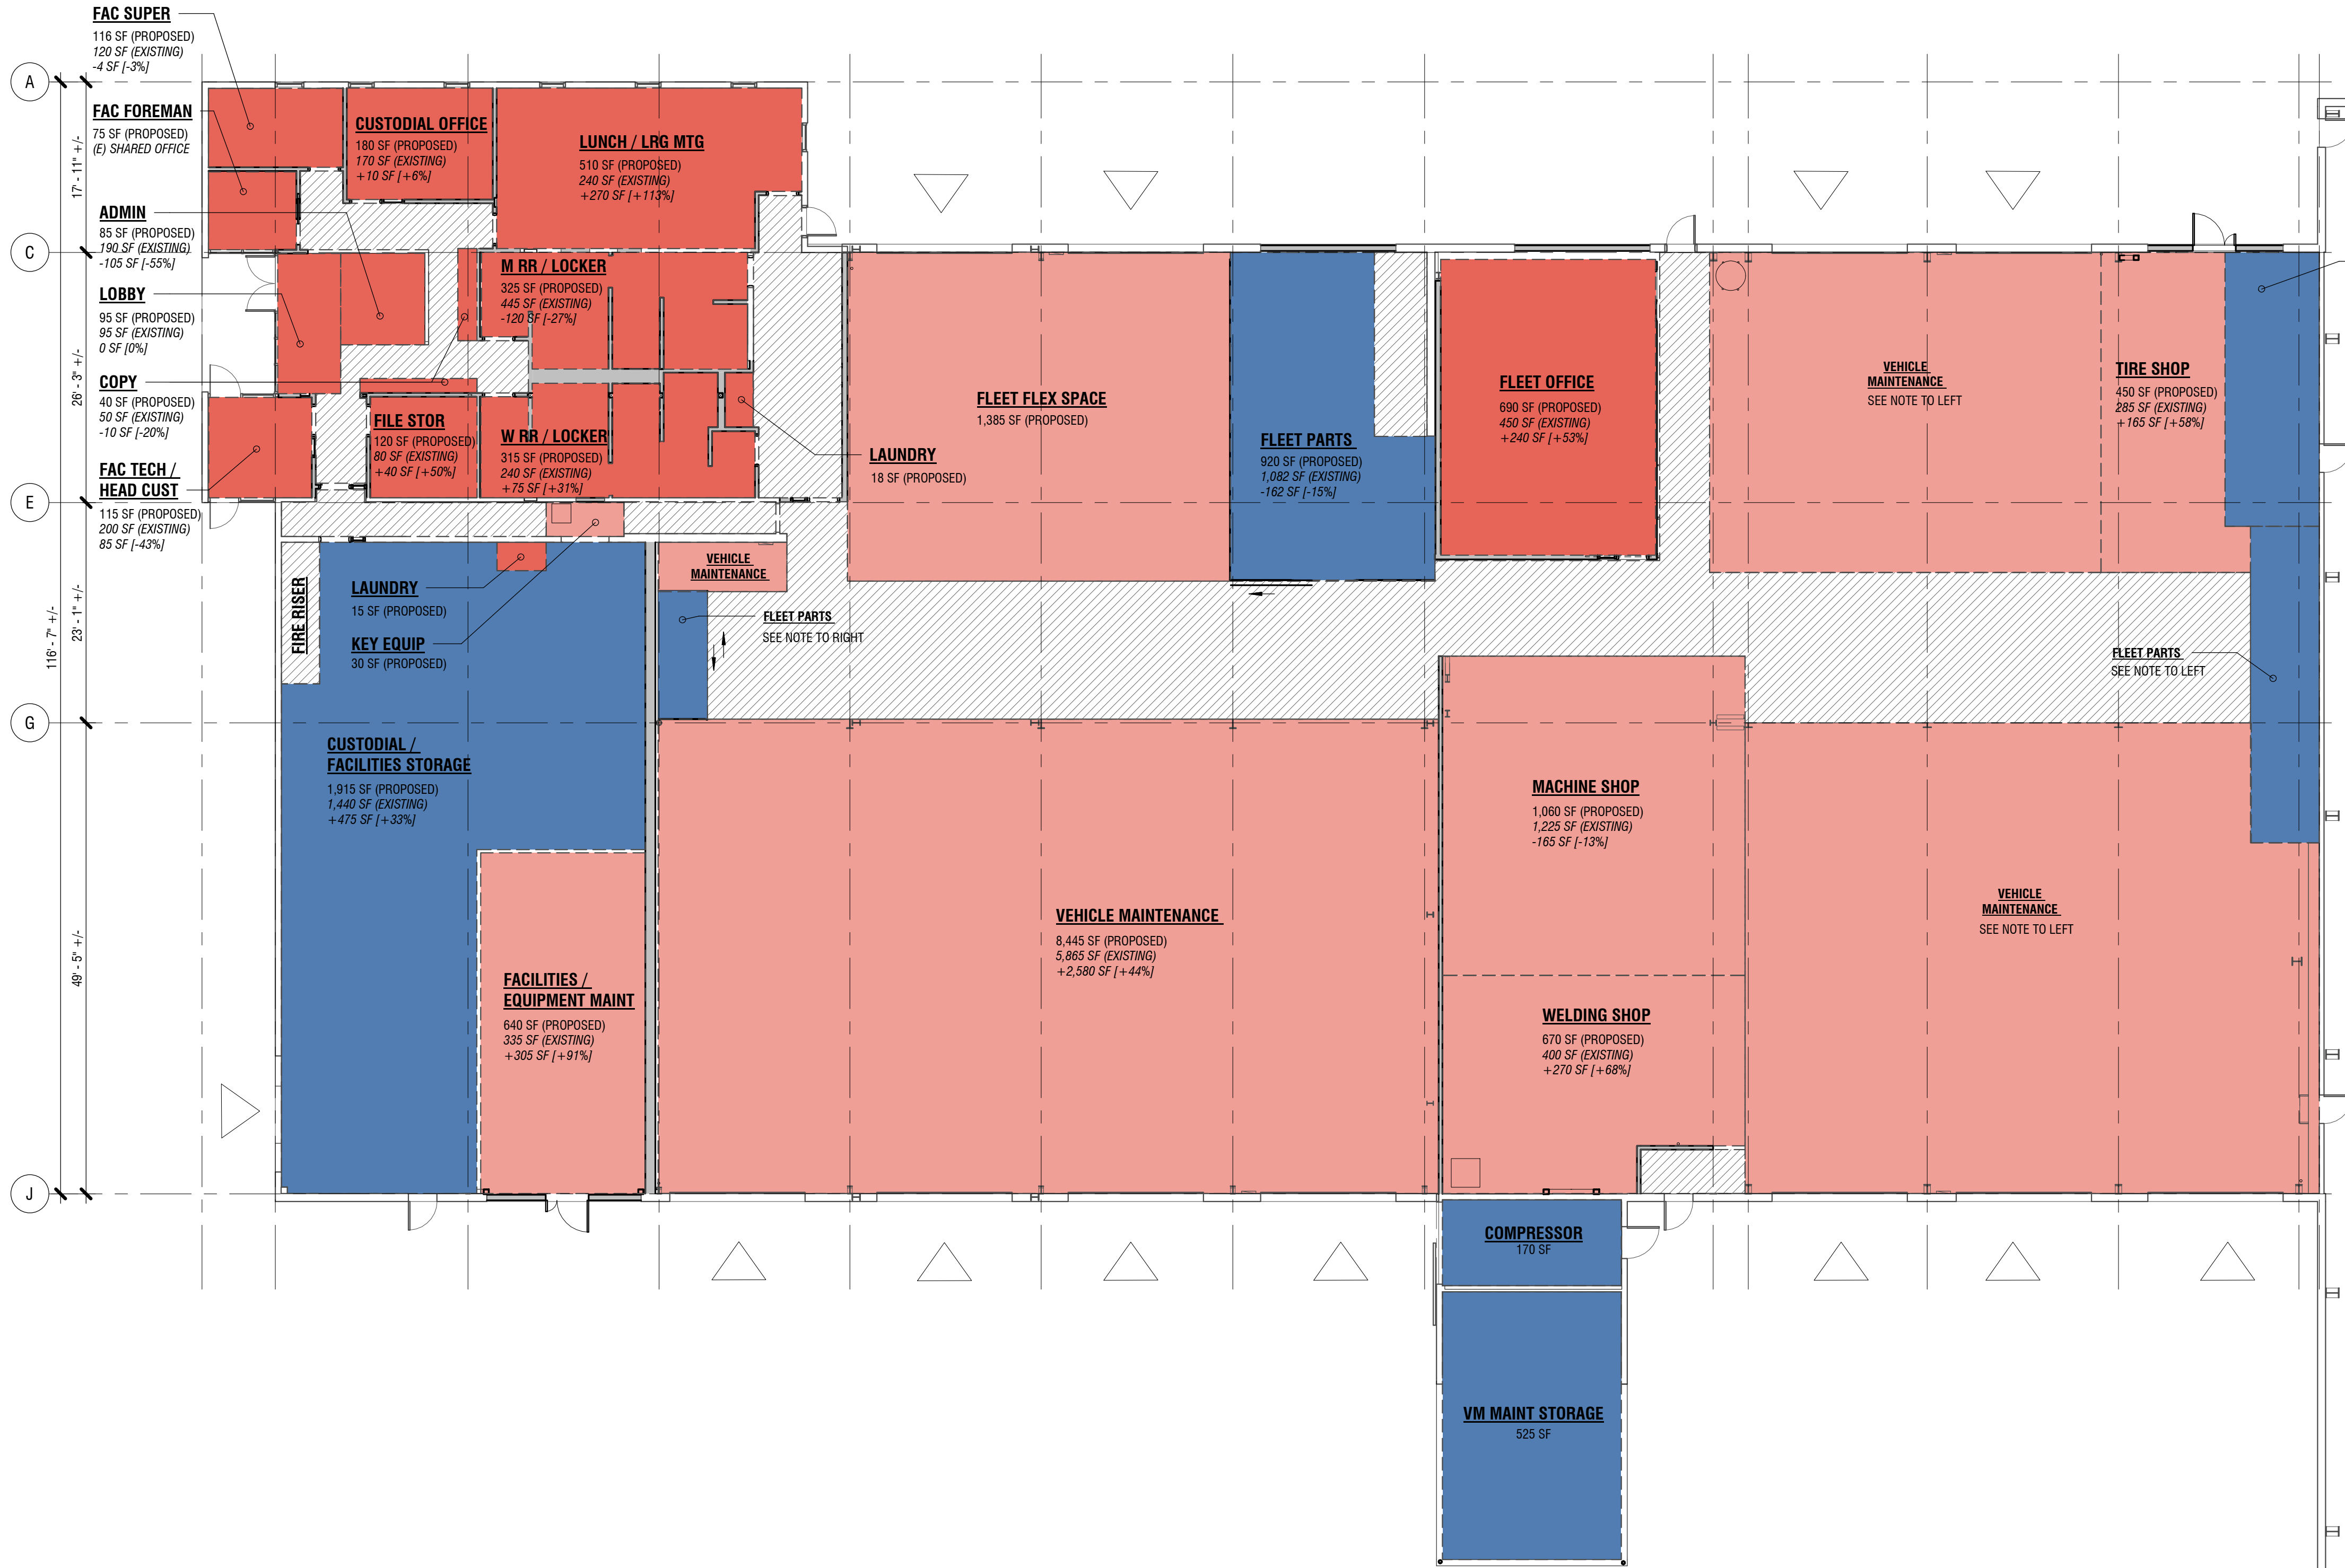 FAC SUPER
116 SF (PROPOSED)
120 SF (EXISTING)
-4 SF [-3%]
FAC FOREMAN
75 SF (PROPOSED)
(E) SHARED OFFICE
ADMIN
85 SF (PROPOSED)
190 SF (EXISTING)
-105 SF [-55%]
LOBBY
95 SF (PROPOSED)
95 SF (EXISTING)
0 SF [0%]
COPY
40 SF (PROPOSED)
50 SF (EXISTING)
-10 SF [-20%]
FAC TECH /
HEAD CUST
115 SF (PROPOSED)
200 SF (EXISTING)
85 SF [-43%]
A
C
E
G
J
17' - 11" +/-
26' - 3" +/-
23' - 1" +/-
49' - 5" +/-
116' - 7" +/-
CUSTODIAL OFFICE
180 SF (PROPOSED)
170 SF (EXISTING)
+10 SF [+6%]
LUNCH / LRG MTG
510 SF (PROPOSED)
240 SF (EXISTING)
+270 SF [+113%]
M RR / LOCKER
325 SF (PROPOSED)
445 SF (EXISTING)
-120 SF [-27%]
FILE STOR
120 SF (PROPOSED)
80 SF (EXISTING)
+40 SF [+50%]
W RR / LOCKER
315 SF (PROPOSED)
240 SF (EXISTING)
+75 SF [+31%]
LAUNDRY
18 SF (PROPOSED)
FLEET FLEX SPACE
1,385 SF (PROPOSED)
FLEET PARTS
920 SF (PROPOSED)
1,082 SF (EXISTING)
-162 SF [-15%]
FLEET OFFICE
690 SF (PROPOSED)
450 SF (EXISTING)
+240 SF [+53%]
VEHICLE
MAINTENANCE
SEE NOTE TO LEFT
TIRE SHOP
450 SF (PROPOSED)
285 SF (EXISTING)
+165 SF [+58%]
FIRE RISER
LAUNDRY
15 SF (PROPOSED)
KEY EQUIP
30 SF (PROPOSED)
VEHICLE
MAINTENANCE
FLEET PARTS
SEE NOTE TO RIGHT
FLEET PARTS
SEE NOTE TO LEFT
CUSTODIAL /
FACILITIES STORAGE
1,915 SF (PROPOSED)
1,440 SF (EXISTING)
+475 SF [+33%]
FACILITIES /
EQUIPMENT MAINT
640 SF (PROPOSED)
335 SF (EXISTING)
+305 SF [+91%]
VEHICLE MAINTENANCE
8,445 SF (PROPOSED)
5,865 SF (EXISTING)
+2,580 SF [+44%]
MACHINE SHOP
1,060 SF (PROPOSED)
1,225 SF (EXISTING)
-165 SF [-13%]
WELDING SHOP
670 SF (PROPOSED)
400 SF (EXISTING)
+270 SF [+68%]
VEHICLE
MAINTENANCE
SEE NOTE TO LEFT
COMPRESSOR
170 SF
VM MAINT STORAGE
525 SF